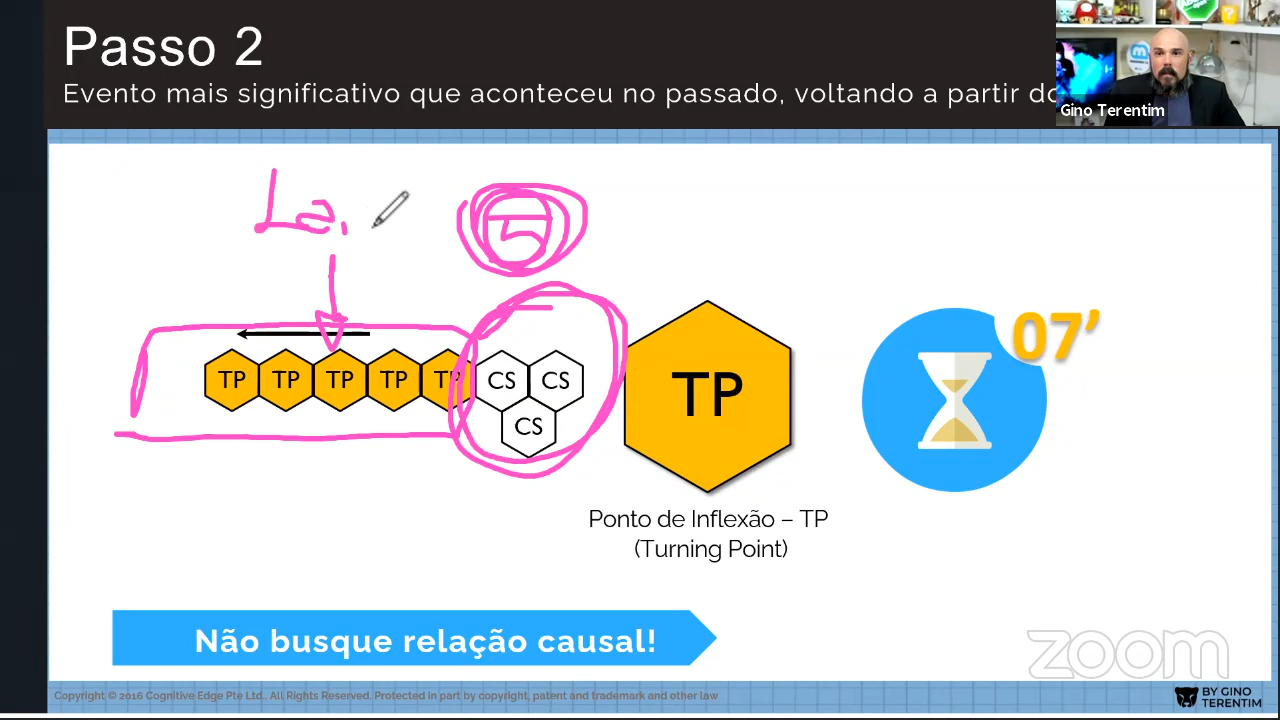 Passo 2
Evento mais significativo que aconteceu no passado, voltando a partir do
Gino Terentim
La.
5
07’
TP TP TP TP TP CS CS
CS
TP
Ponto de Inflexão – TP
(Turning Point)
Não busque relação causal!
zoom
Copyright © 2016 Cognitive Edge Pte Ltd., All Rights Reserved. Protected in part by copyright, patent and trademark and other law
BY GINO
TERENTIM